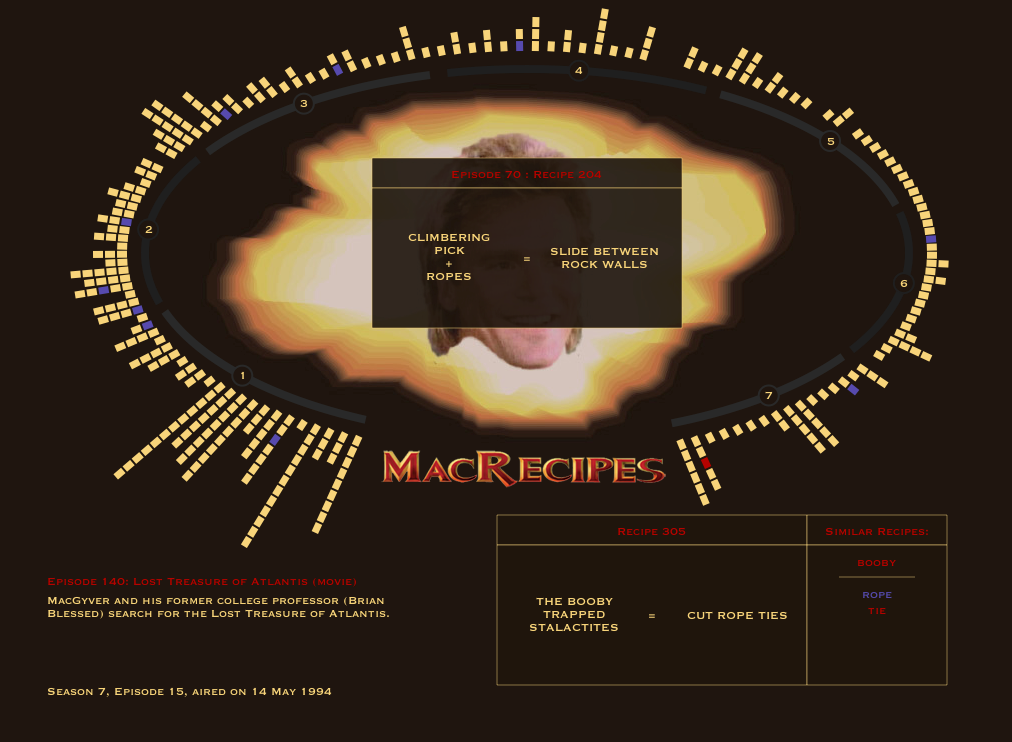 4
3
5
Episode 70 : Recipe 204
2
CLIMBERING
PICK
+
ROPES
=
SLIDE BETWEEN
ROCK WALLS
6
1
7
MACRECIPES
Recipe 305
Similar Recipes:
THE BOOBY
TRAPPED
STALACTITES
=
CUT ROPE TIES
BOOBY
ROPE
TIE
Episode 140: Lost Treasure of Atlantis (movie)
MacGyver and his former college professor (Brian
Blessed) search for the Lost Treasure of Atlantis.
Season 7, Episode 15, aired on 14 May 1994